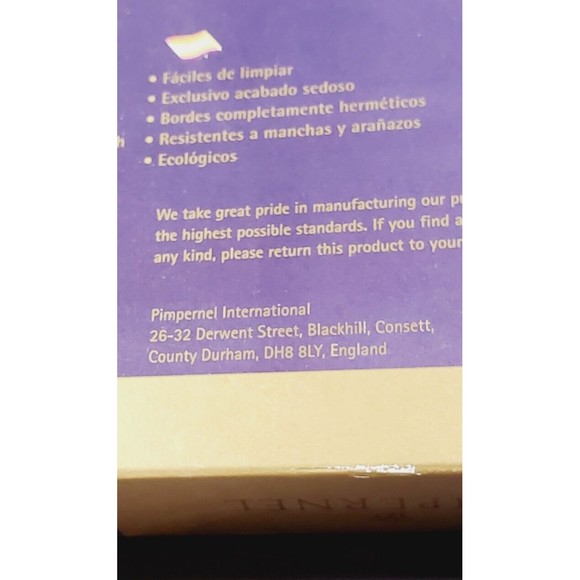 • Fáciles de limpiar
• Exclusivo acabado sedoso
• Bordes completamente herméticos
• Resistentes a manchas y arañazos
• Ecológicos
We take great pride in manufacturing our
the highest possible standards. If you find
any kind, please return this product to your
Pimpernel International
26-32 Derwent Street, Blackhill, Consett,
County Durham, DH8 8LY, England